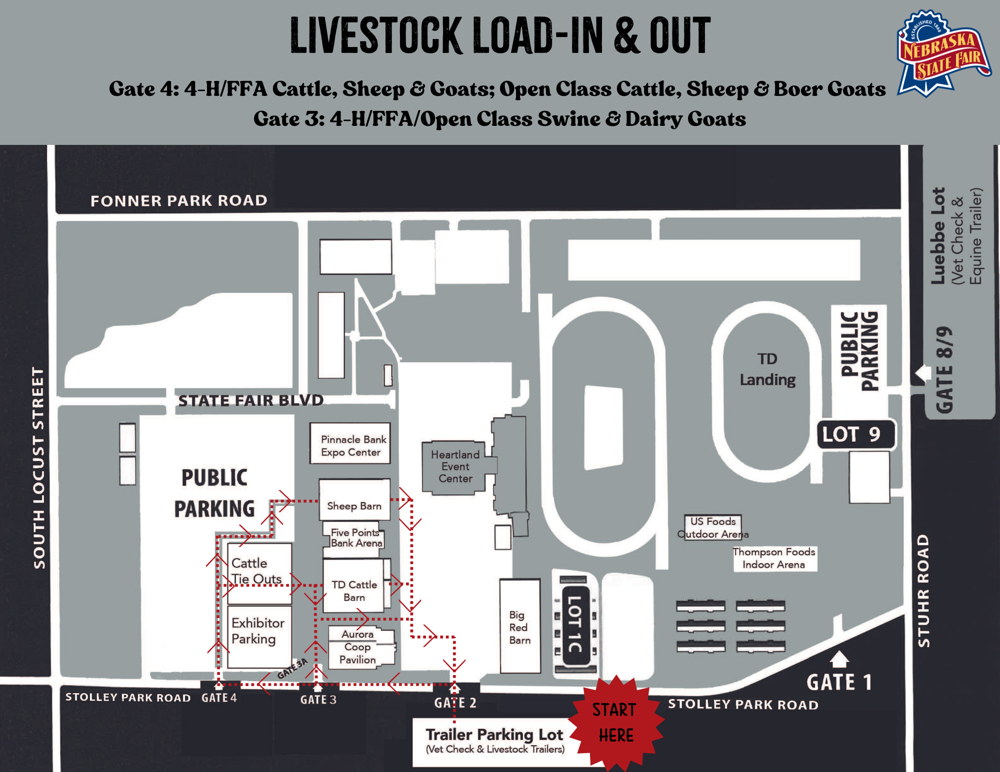 LIVESTOCK LOAD-IN & OUT
ESTABLISHED 1868
NEBRASKA
STATE FAIR
Gate 4: 4-H/FFA Cattle, Sheep & Goats; Open Class Cattle, Sheep & Boer Goats
Gate 3: 4-H/FFA/Open Class Swine & Dairy Goats
FONNER PARK ROAD
Luebbe Lot
(Vet Check &
Equine Trailer)
GATE 8/9
PUBLIC
PARKING
TD
Landing
SOUTH LOCUST STREET
STATE FAIR BLVD
LOT 9
Pinnacle Bank
Expo Center
Heartland
Event
Center
PUBLIC
PARKING
Sheep Barn
Five Points
Bank Arena
US Foods
Outdoor Arena
Thompson Foods
Indoor Arena
Cattle
Tie Outs
TD Cattle
Barn
STUHR ROAD
LOT 1C
Big
Red
Barn
Exhibitor
Parking
Aurora
Coop
Pavilion
GATE 3A
GATE 1
STOLLEY PARK ROAD
GATE 4
GATE 3
GATE 2
START
HERE
STOLLEY PARK ROAD
Trailer Parking Lot
(Vet Check & Livestock Trailers)